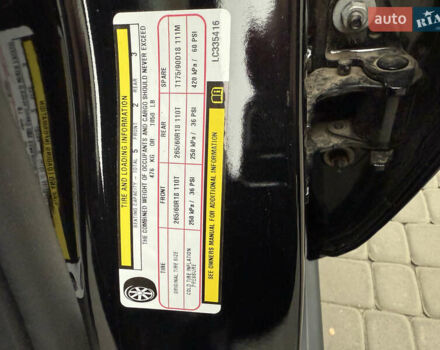 auto RIA
TIRE AND LOADING INFORMATION
SEATING CAPACITY - TOTAL 5 FRONT 2 REAR 3
THE COMBINED WEIGHT OF OCCUPANTS AND CARGO SHOULD NEVER EXCEED
476 KG OR 1050 LB
TIRE FRONT REAR SPARE
ORIGINAL TIRE SIZE 265/60R18 110T 265/60R18 110T T175/90D18 111M
COLD TIRE INFLATION PRESSURE 250 kPa / 36 PSI 250 kPa / 36 PSI 420 kPa / 60 PSI
SEE OWNERS MANUAL FOR ADDITIONAL INFORMATION
LC335416